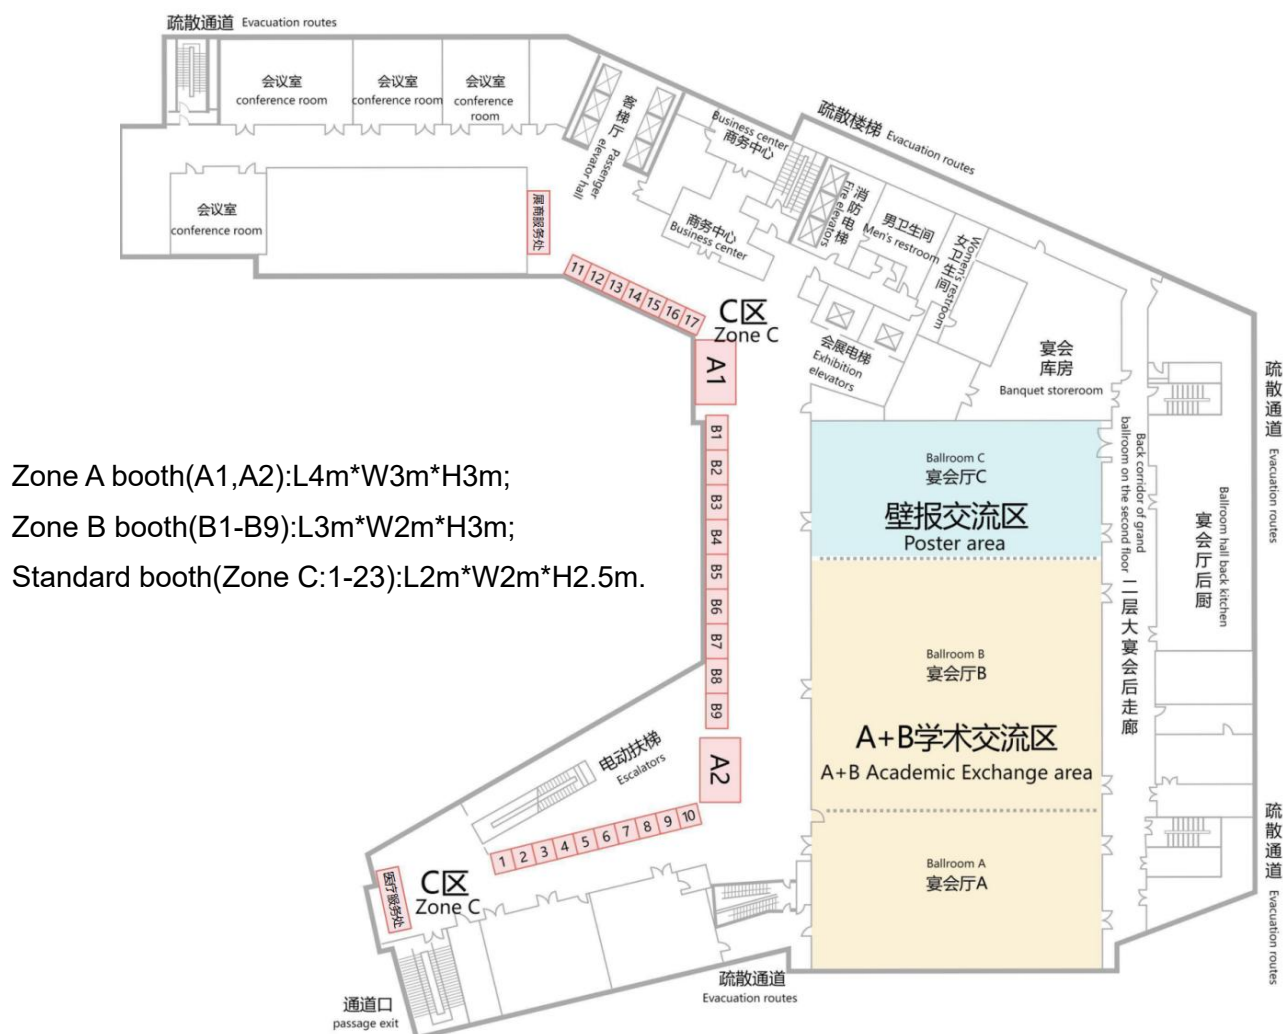 疏散通道 Evacuation routes
会议室
conference room
会议室
conference room
会议室
conference
room
客梯厅 Passenger
elevator hall
Business center
商务中心
疏散楼梯 Evacuation routes
会议室
conference room
展商服务处
商务中心
Business center
消防电梯
Fire elevators
男卫生间
Men's restroom
女卫生间
Women's restroom
11 12 13 14 15 16 17
C区
Zone C
A1
会展电梯
Exhibition
elevators
宴会
库房
Banquet storeroom
疏散通道 Evacuation routes
B1
B2
B3
B4
B5
B6
B7
B8
B9
Zone A booth(A1,A2):L4m*W3m*H3m;
Zone B booth(B1-B9):L3m*W2m*H3m;
Standard booth(Zone C:1-23):L2m*W2m*H2.5m.
Ballroom C
宴会厅C
壁报交流区
Poster area
Back corridor of grand
ballroom on the second floor 二层大宴会后走廊
Ballroom hall back kitchen
宴会厅后厨
Ballroom B
宴会厅B
A+B学术交流区
A+B Academic Exchange area
电动扶梯
Escalators
A2
1 2 3 4 5 6 7 8 9 10
医疗服务处
C区
Zone C
Ballroom A
宴会厅A
疏散通道 Evacuation routes
疏散通道
Evacuation routes
通道口
passage exit